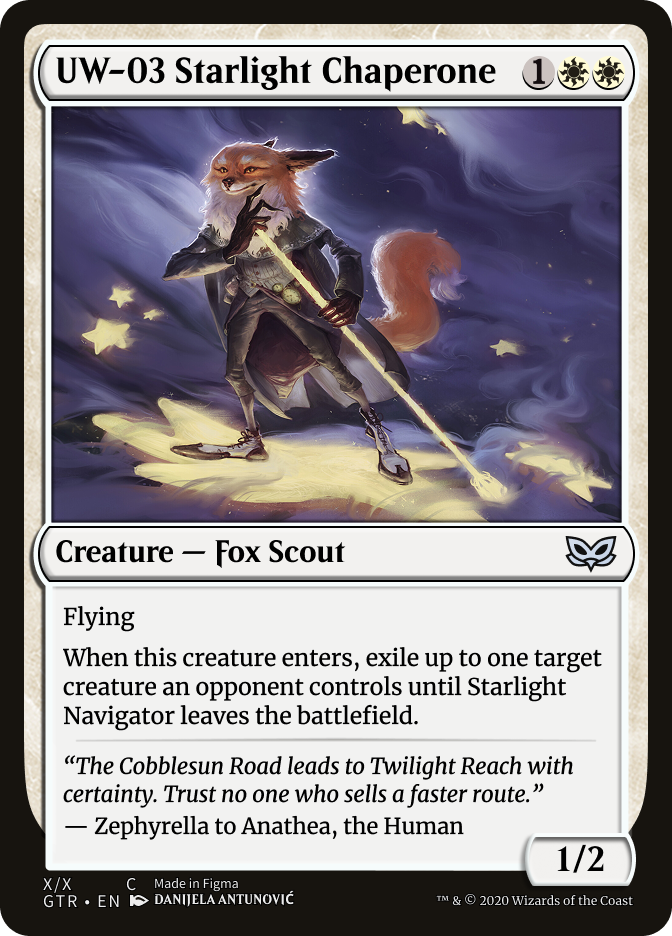 UW-03 Starlight Chaperone 1
Creature — Fox Scout
Flying
When this creature enters, exile up to one target
creature an opponent controls until Starlight
Navigator leaves the battlefield.
“The Cobblesun Road leads to Twilight Reach with
certainty. Trust no one who sells a faster route.”
— Zephyrella to Anathea, the Human
1/2
X/X C Made in Figma
GTR • EN DANIJELA ANTUNOVIĆ ™ & © 2020 Wizards of the Coast